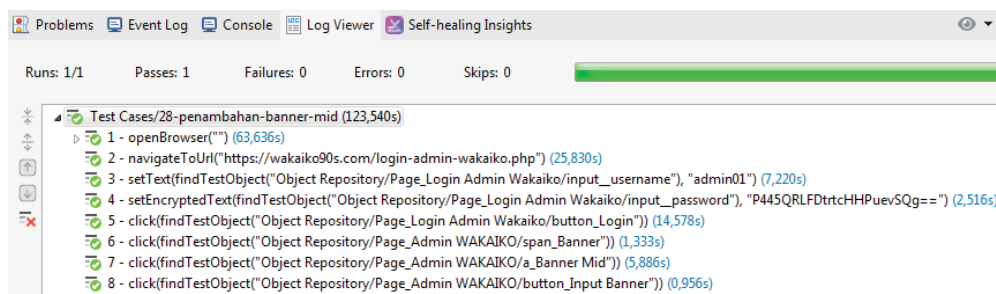 Problems Event Log Console Log Viewer Self-healing Insights
Runs: 1/1 Passes: 1 Failures: 0 Errors: 0 Skips: 0
Test Cases/28-penambahan-banner-mid (123,540s)
1 - openBrowser("") (63,636s)
2 - navigateToUrl("https://wakaiko90s.com/login-admin-wakaiko.php") (25,830s)
3 - setText(findTestObject("Object Repository/Page_Login Admin Wakaiko/input__username"), "admin01") (7,220s)
4 - setEncryptedText(findTestObject("Object Repository/Page_Login Admin Wakaiko/input__password"), "P445QRLFDtrtcHHPuevSQg==") (2,516s)
5 - click(findTestObject("Object Repository/Page_Login Admin Wakaiko/button_Login")) (14,578s)
6 - click(findTestObject("Object Repository/Page_Admin WAKAIKO/span_Banner")) (1,333s)
7 - click(findTestObject("Object Repository/Page_Admin WAKAIKO/a_Banner Mid")) (5,886s)
8 - click(findTestObject("Object Repository/Page_Admin WAKAIKO/button_Input Banner")) (0,956s)